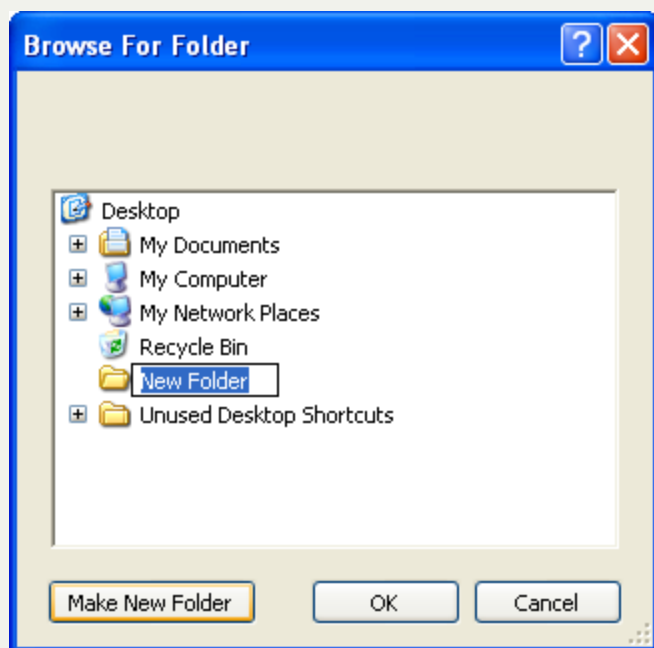 Browse For Folder
Desktop
My Documents
My Computer
My Network Places
Recycle Bin
New Folder
Unused Desktop Shortcuts
Make New Folder OK Cancel